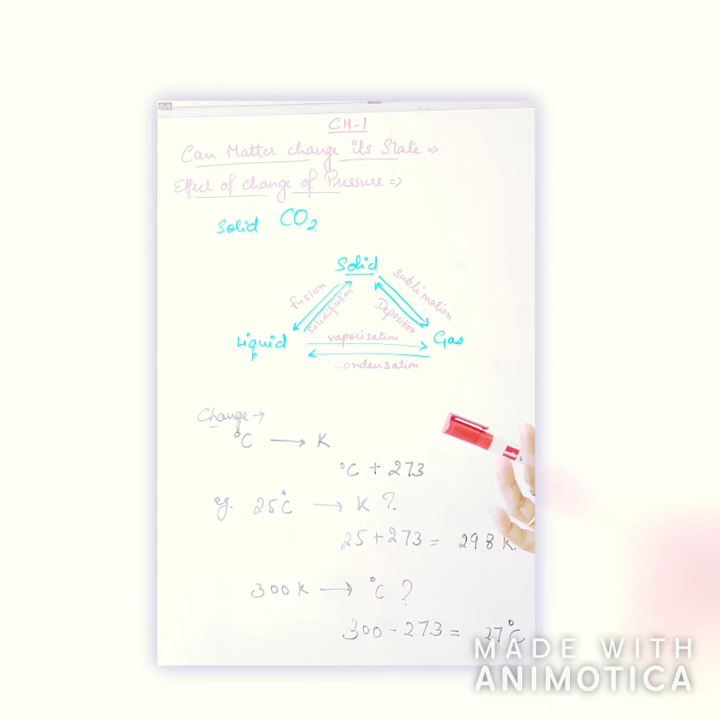 CH-1
Can Matter change its State ⇒
Effect of change of Pressure ⇒
Solid CO₂
Solid
fusion
Solidification
Sublimation
Deposition
Liquid
vaporisation
Gas
condensation
Change →
°C → K
°C + 273
eg. 25°C → K ?
25 + 273 = 298 K.
300 K → °C ?
300 - 273 = 27°C
MADE WITH
ANIMOTICA